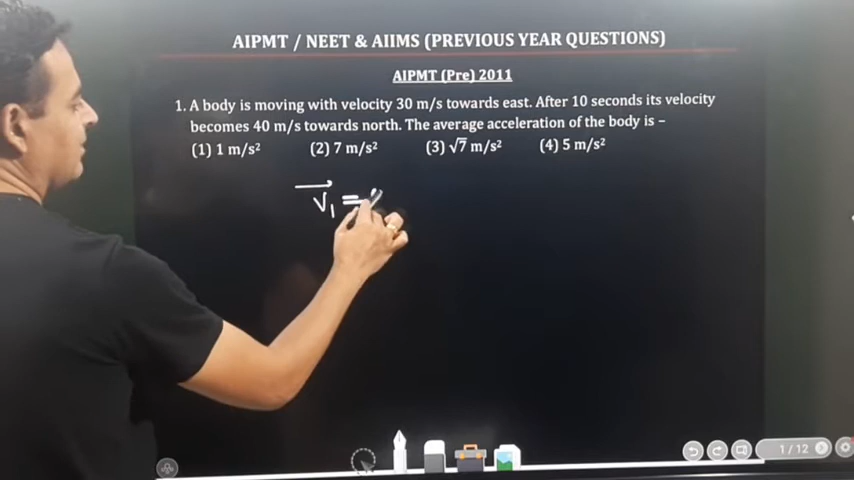 AIPMT / NEET & AIIMS (PREVIOUS YEAR QUESTIONS)
AIPMT (Pre) 2011
1. A body is moving with velocity 30 m/s towards east. After 10 seconds its velocity
becomes 40 m/s towards north. The average acceleration of the body is –
(1) 1 m/s² (2) 7 m/s² (3) √7 m/s² (4) 5 m/s²
V₁ =
1 / 12